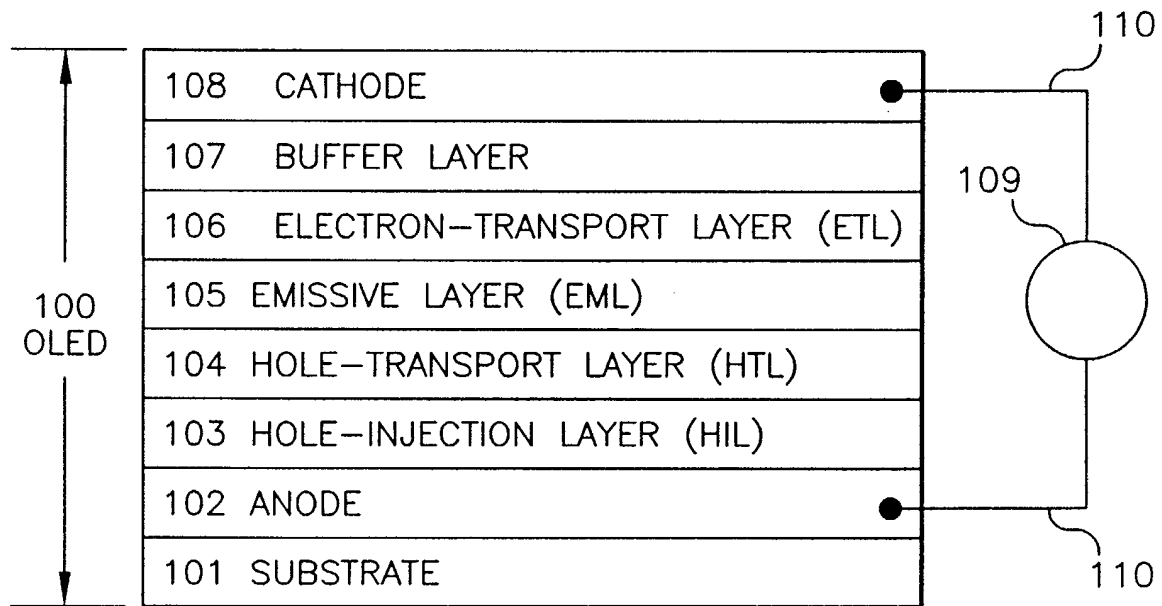 110
108 CATHODE
107 BUFFER LAYER
109
106 ELECTRON-TRANSPORT LAYER (ETL)
105 EMISSIVE LAYER (EML)
100
OLED
104 HOLE-TRANSPORT LAYER (HTL)
103 HOLE-INJECTION LAYER (HIL)
102 ANODE
101 SUBSTRATE
110